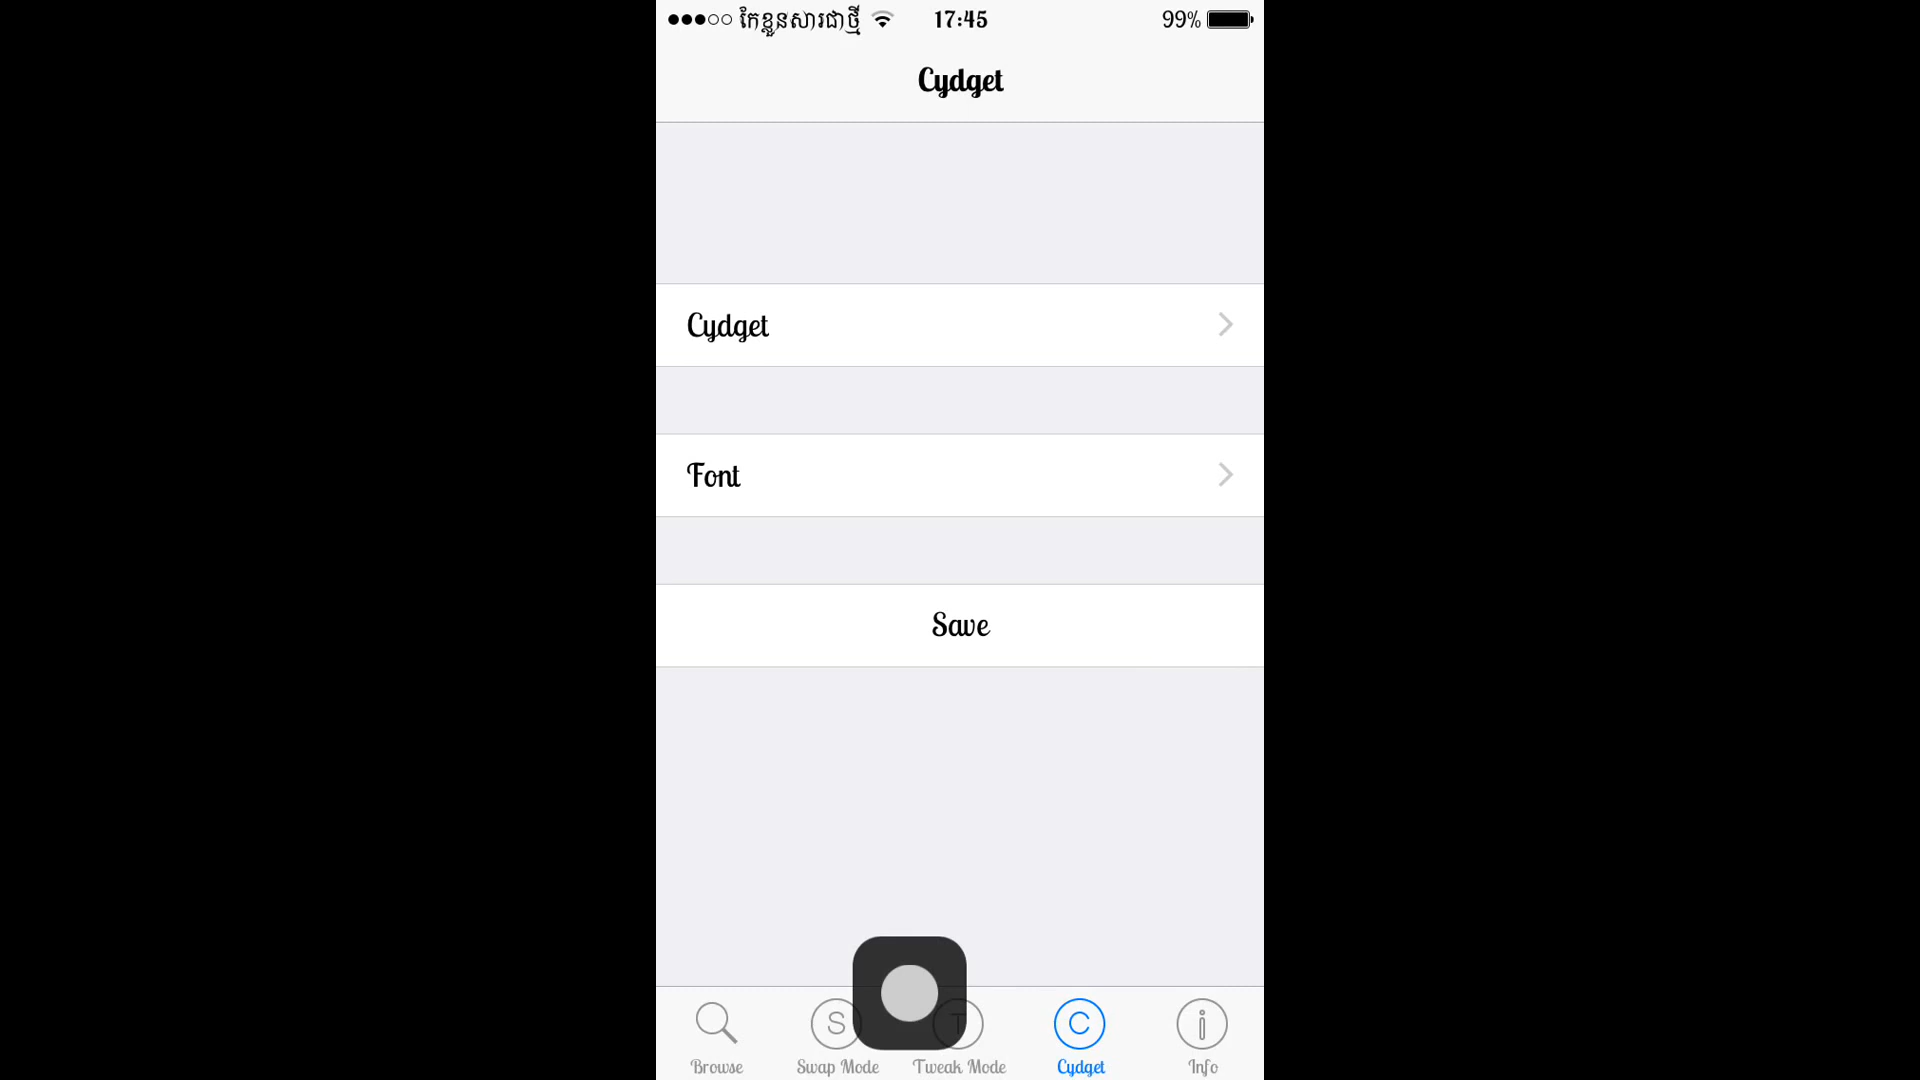 កែខ្លួនសារជាថ្មី 17:45 99%
Cydget
Cydget
Font
Save
S T C i
Browse Swap Mode Tweak Mode Cydget Info